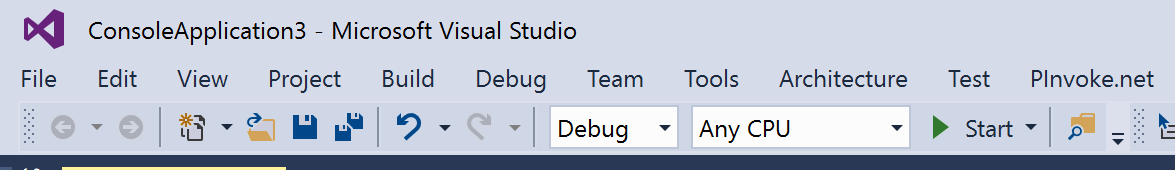 ConsoleApplication3 - Microsoft Visual Studio
File Edit View Project Build Debug Team Tools Architecture Test PInvoke.net
Debug Any CPU Start